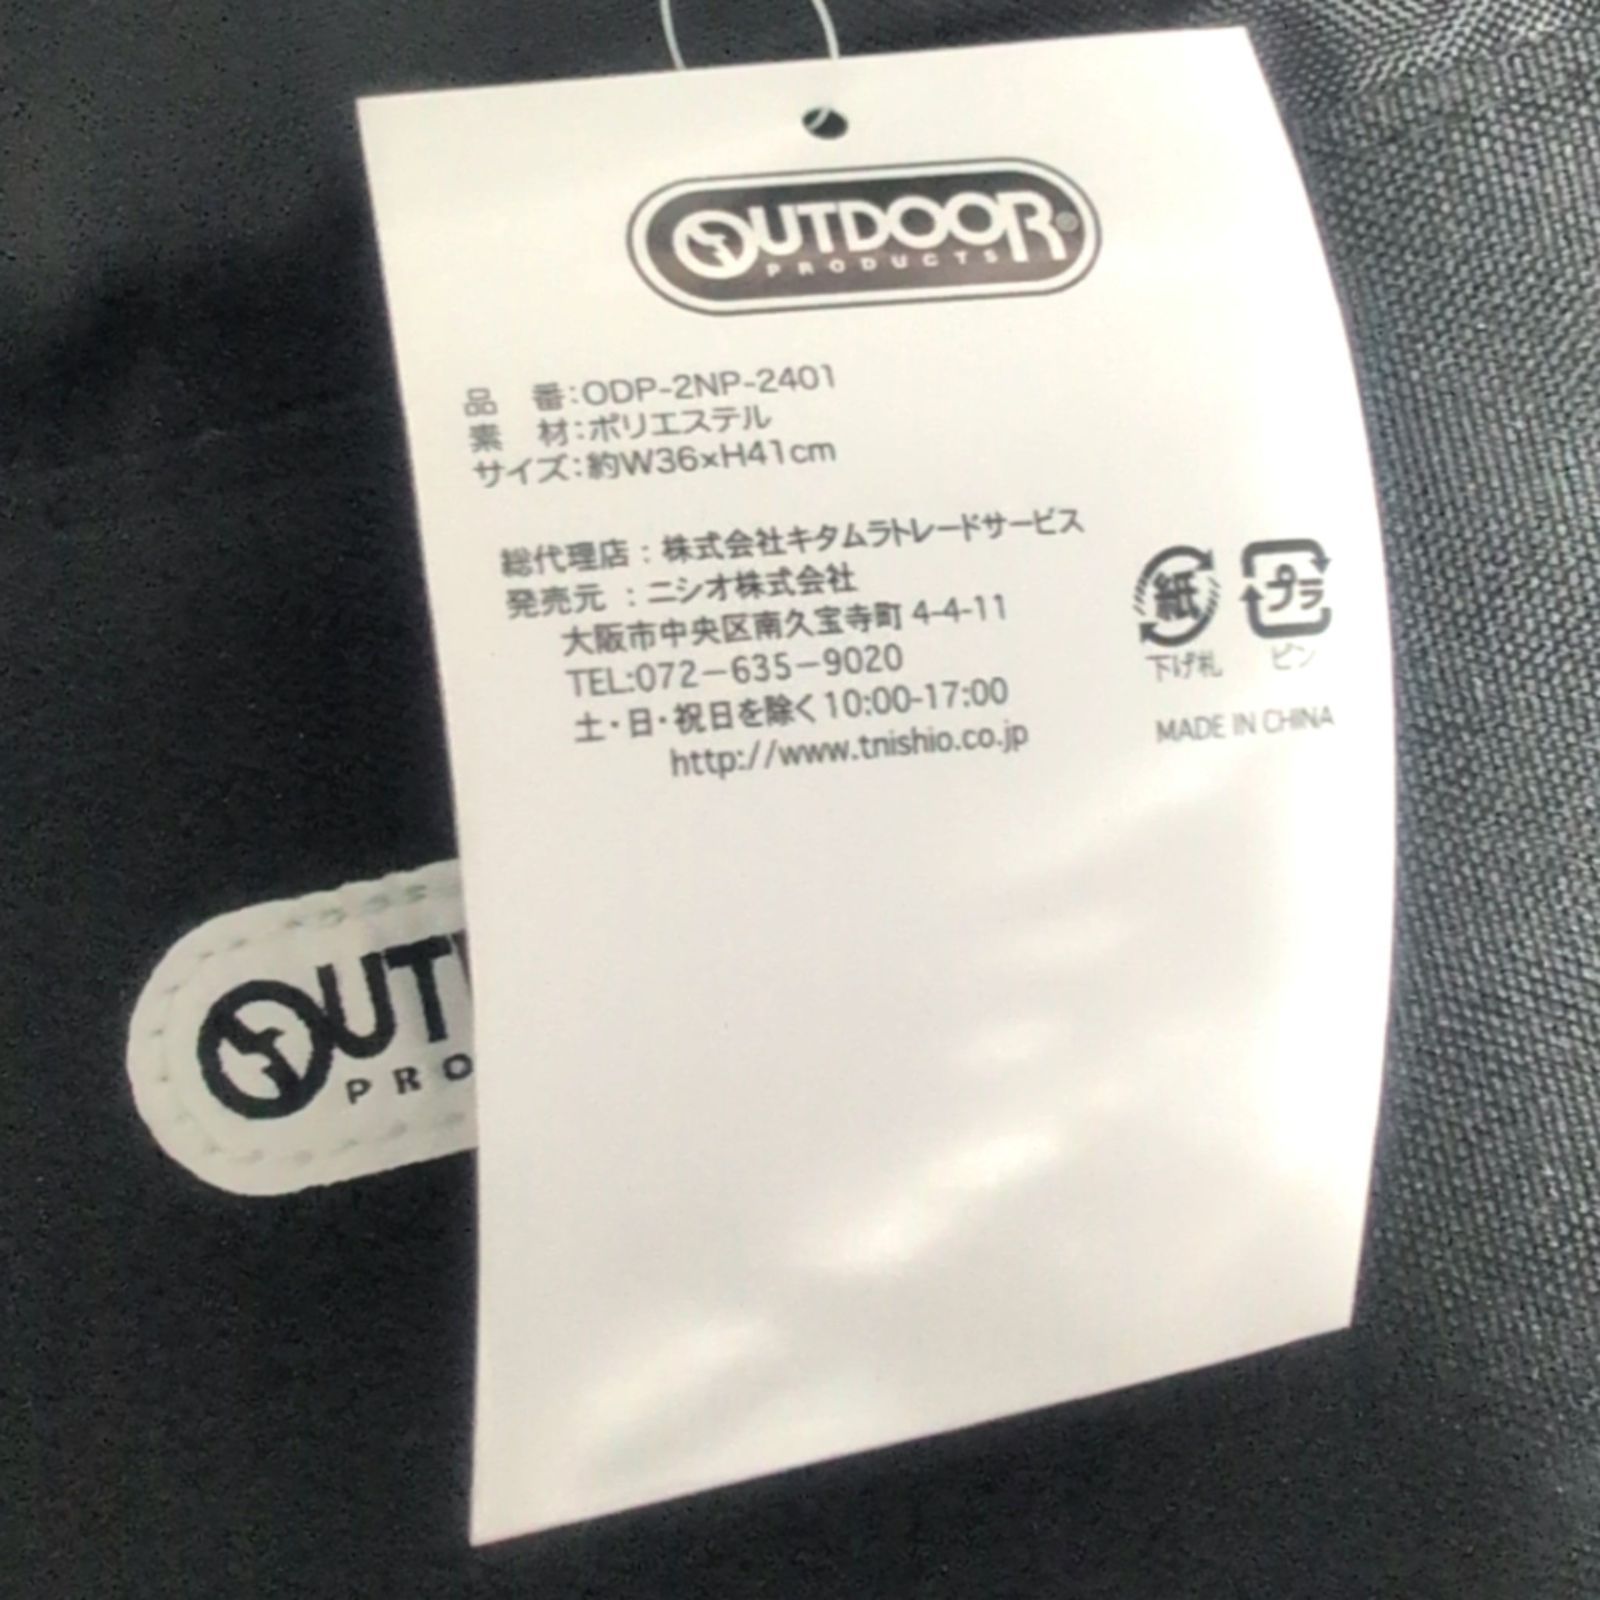 OUTDOOR®
PRODUCTS
品　番:ODP-2NP-2401
素　材:ポリエステル
サイズ:約W36×H41cm
総代理店：株式会社キタムラトレードサービス
発売元 ：ニシオ株式会社
大阪市中央区南久宝寺町 4-4-11
TEL:072－635－9020
土・日・祝日を除く10:00-17:00
http://www.tnishio.co.jp
紙
下げ札
プラ
ピン
MADE IN CHINA
OUT
PRO